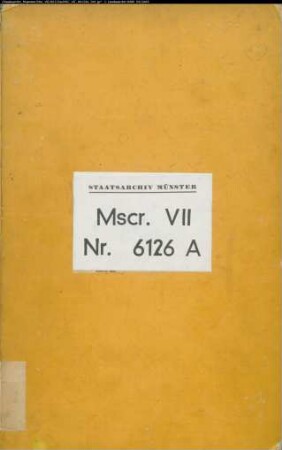 STAATSARCHIV MÜNSTER
Mscr. VII
Nr. 6126 A